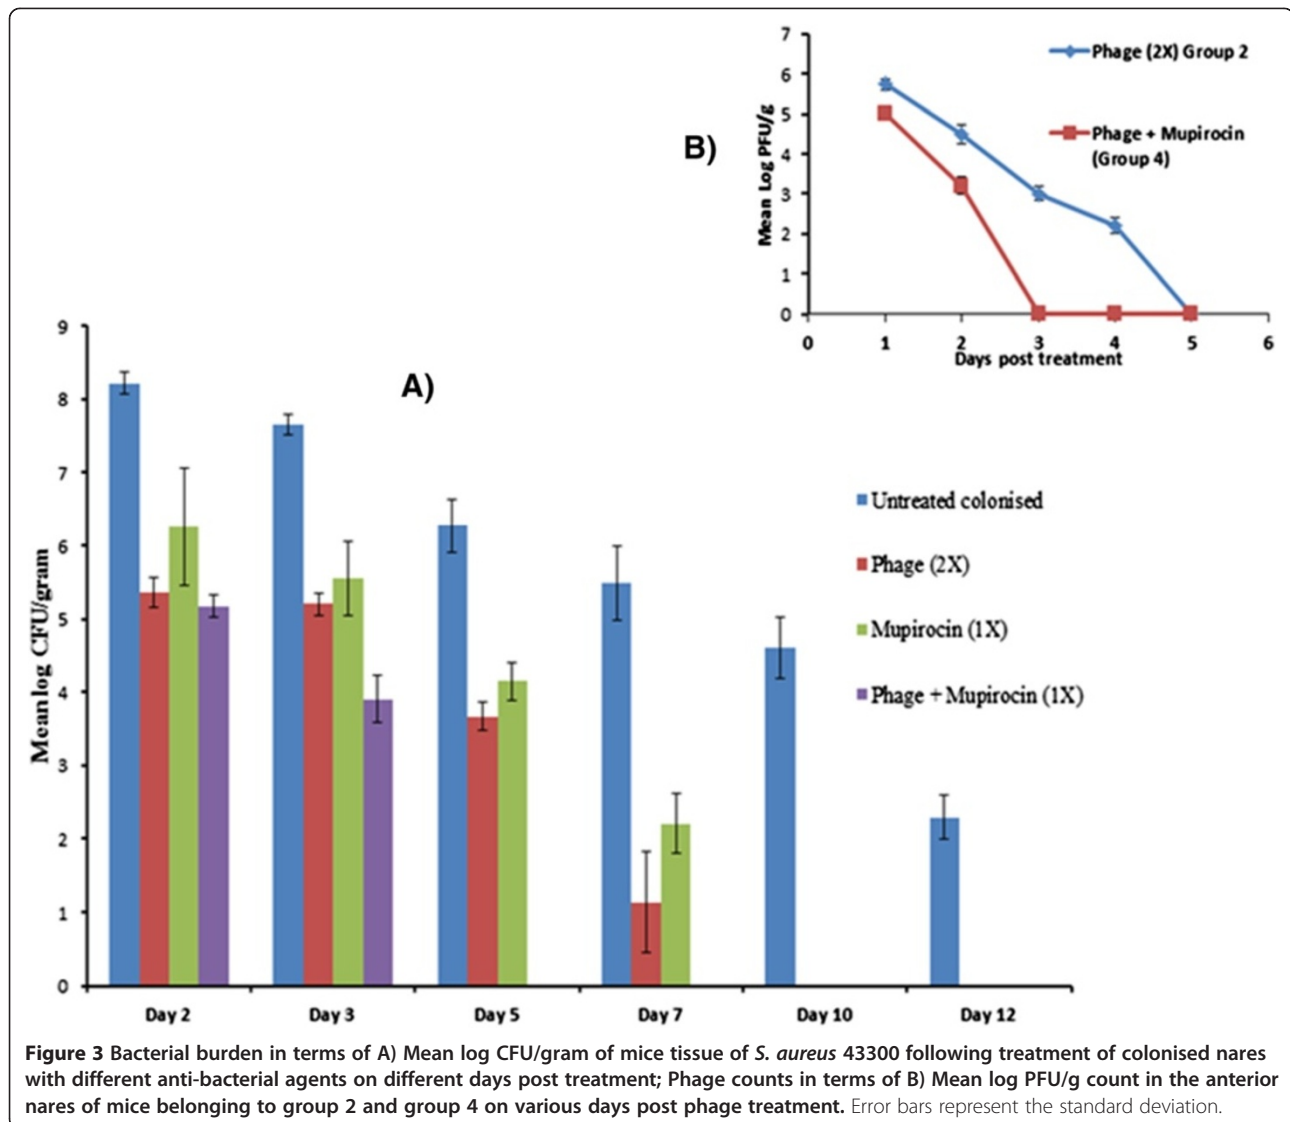 B)
Mean Log PFU/g
7
6
5
4
3
2
1
0
0 1 2 3 4 5 6
Days post treatment
Phage (2X) Group 2
Phage + Mupirocin
(Group 4)
A)
Mean log CFU/gram
9
8
7
6
5
4
3
2
1
0
Day 2 Day 3 Day 5 Day 7 Day 10 Day 12
Untreated colonised
Phage (2X)
Mupirocin (1X)
Phage + Mupirocin (1X)
Figure 3 Bacterial burden in terms of A) Mean log CFU/gram of mice tissue of S. aureus 43300 following treatment of colonised nares
with different anti-bacterial agents on different days post treatment; Phage counts in terms of B) Mean log PFU/g count in the anterior
nares of mice belonging to group 2 and group 4 on various days post phage treatment. Error bars represent the standard deviation.